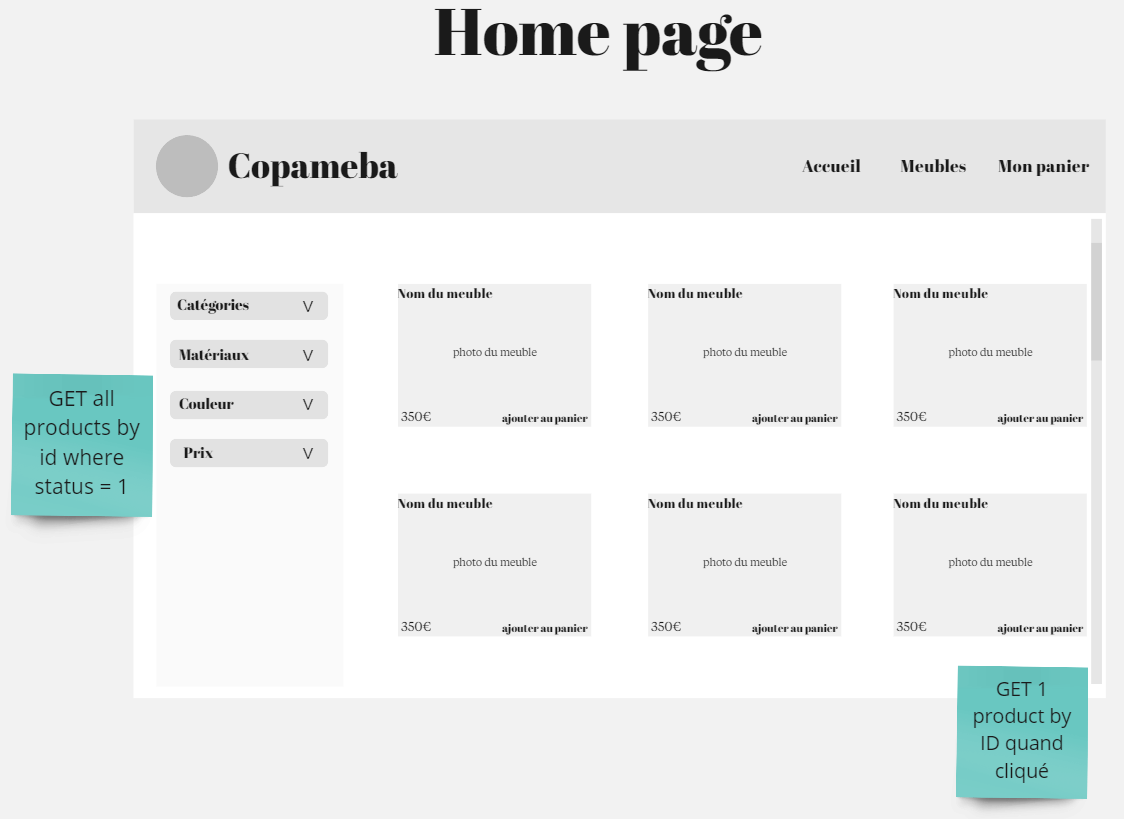 Home page
Copameba
Accueil Meubles Mon panier
Catégories V
Matériaux V
Couleur V
Prix V
GET all
products by
id where
status = 1
Nom du meuble Nom du meuble Nom du meuble
photo du meuble photo du meuble photo du meuble
350€ ajouter au panier 350€ ajouter au panier 350€ ajouter au panier
Nom du meuble Nom du meuble Nom du meuble
photo du meuble photo du meuble photo du meuble
350€ ajouter au panier 350€ ajouter au panier 350€ ajouter au panier
GET 1
product by
ID quand
cliqué